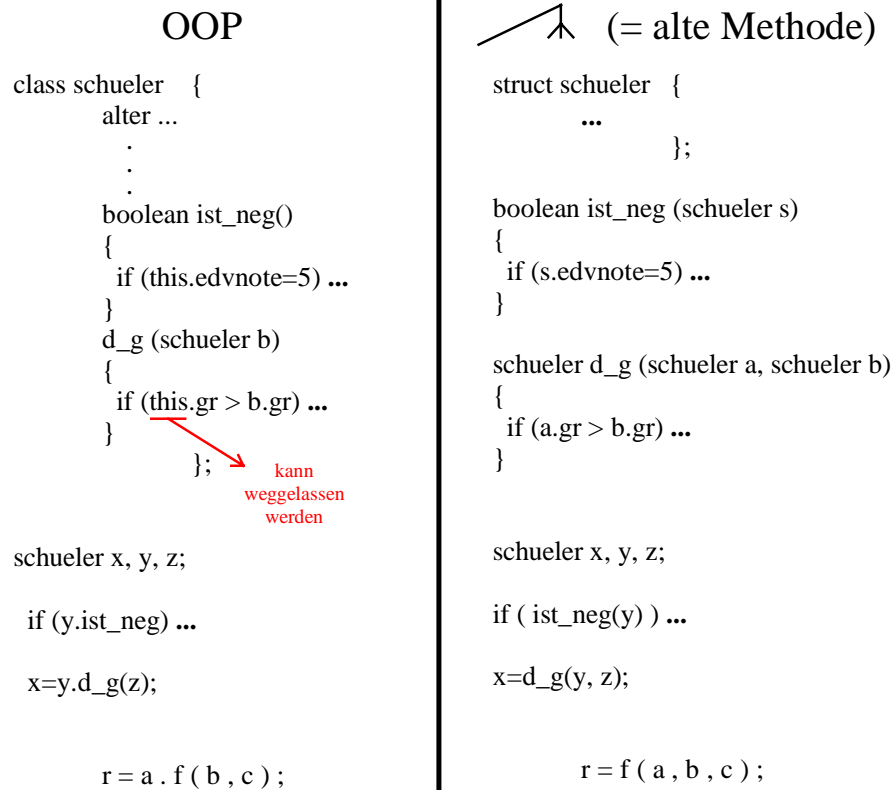 OOP
class schueler {
alter ...
.
.
.
boolean ist_neg()
{
if (this.edvnote=5) ...
}
d_g (schueler b)
{
if (this.gr > b.gr) ...
}
};
kann
weggelassen
werden
schueler x, y, z;
if (y.ist_neg) ...
x=y.d_g(z);
r = a . f ( b , c ) ;
(= alte Methode)
struct schueler {
...
};
boolean ist_neg (schueler s)
{
if (s.edvnote=5) ...
}
schueler d_g (schueler a, schueler b)
{
if (a.gr > b.gr) ...
}
schueler x, y, z;
if ( ist_neg(y) ) ...
x=d_g(y, z);
r = f ( a , b , c ) ;